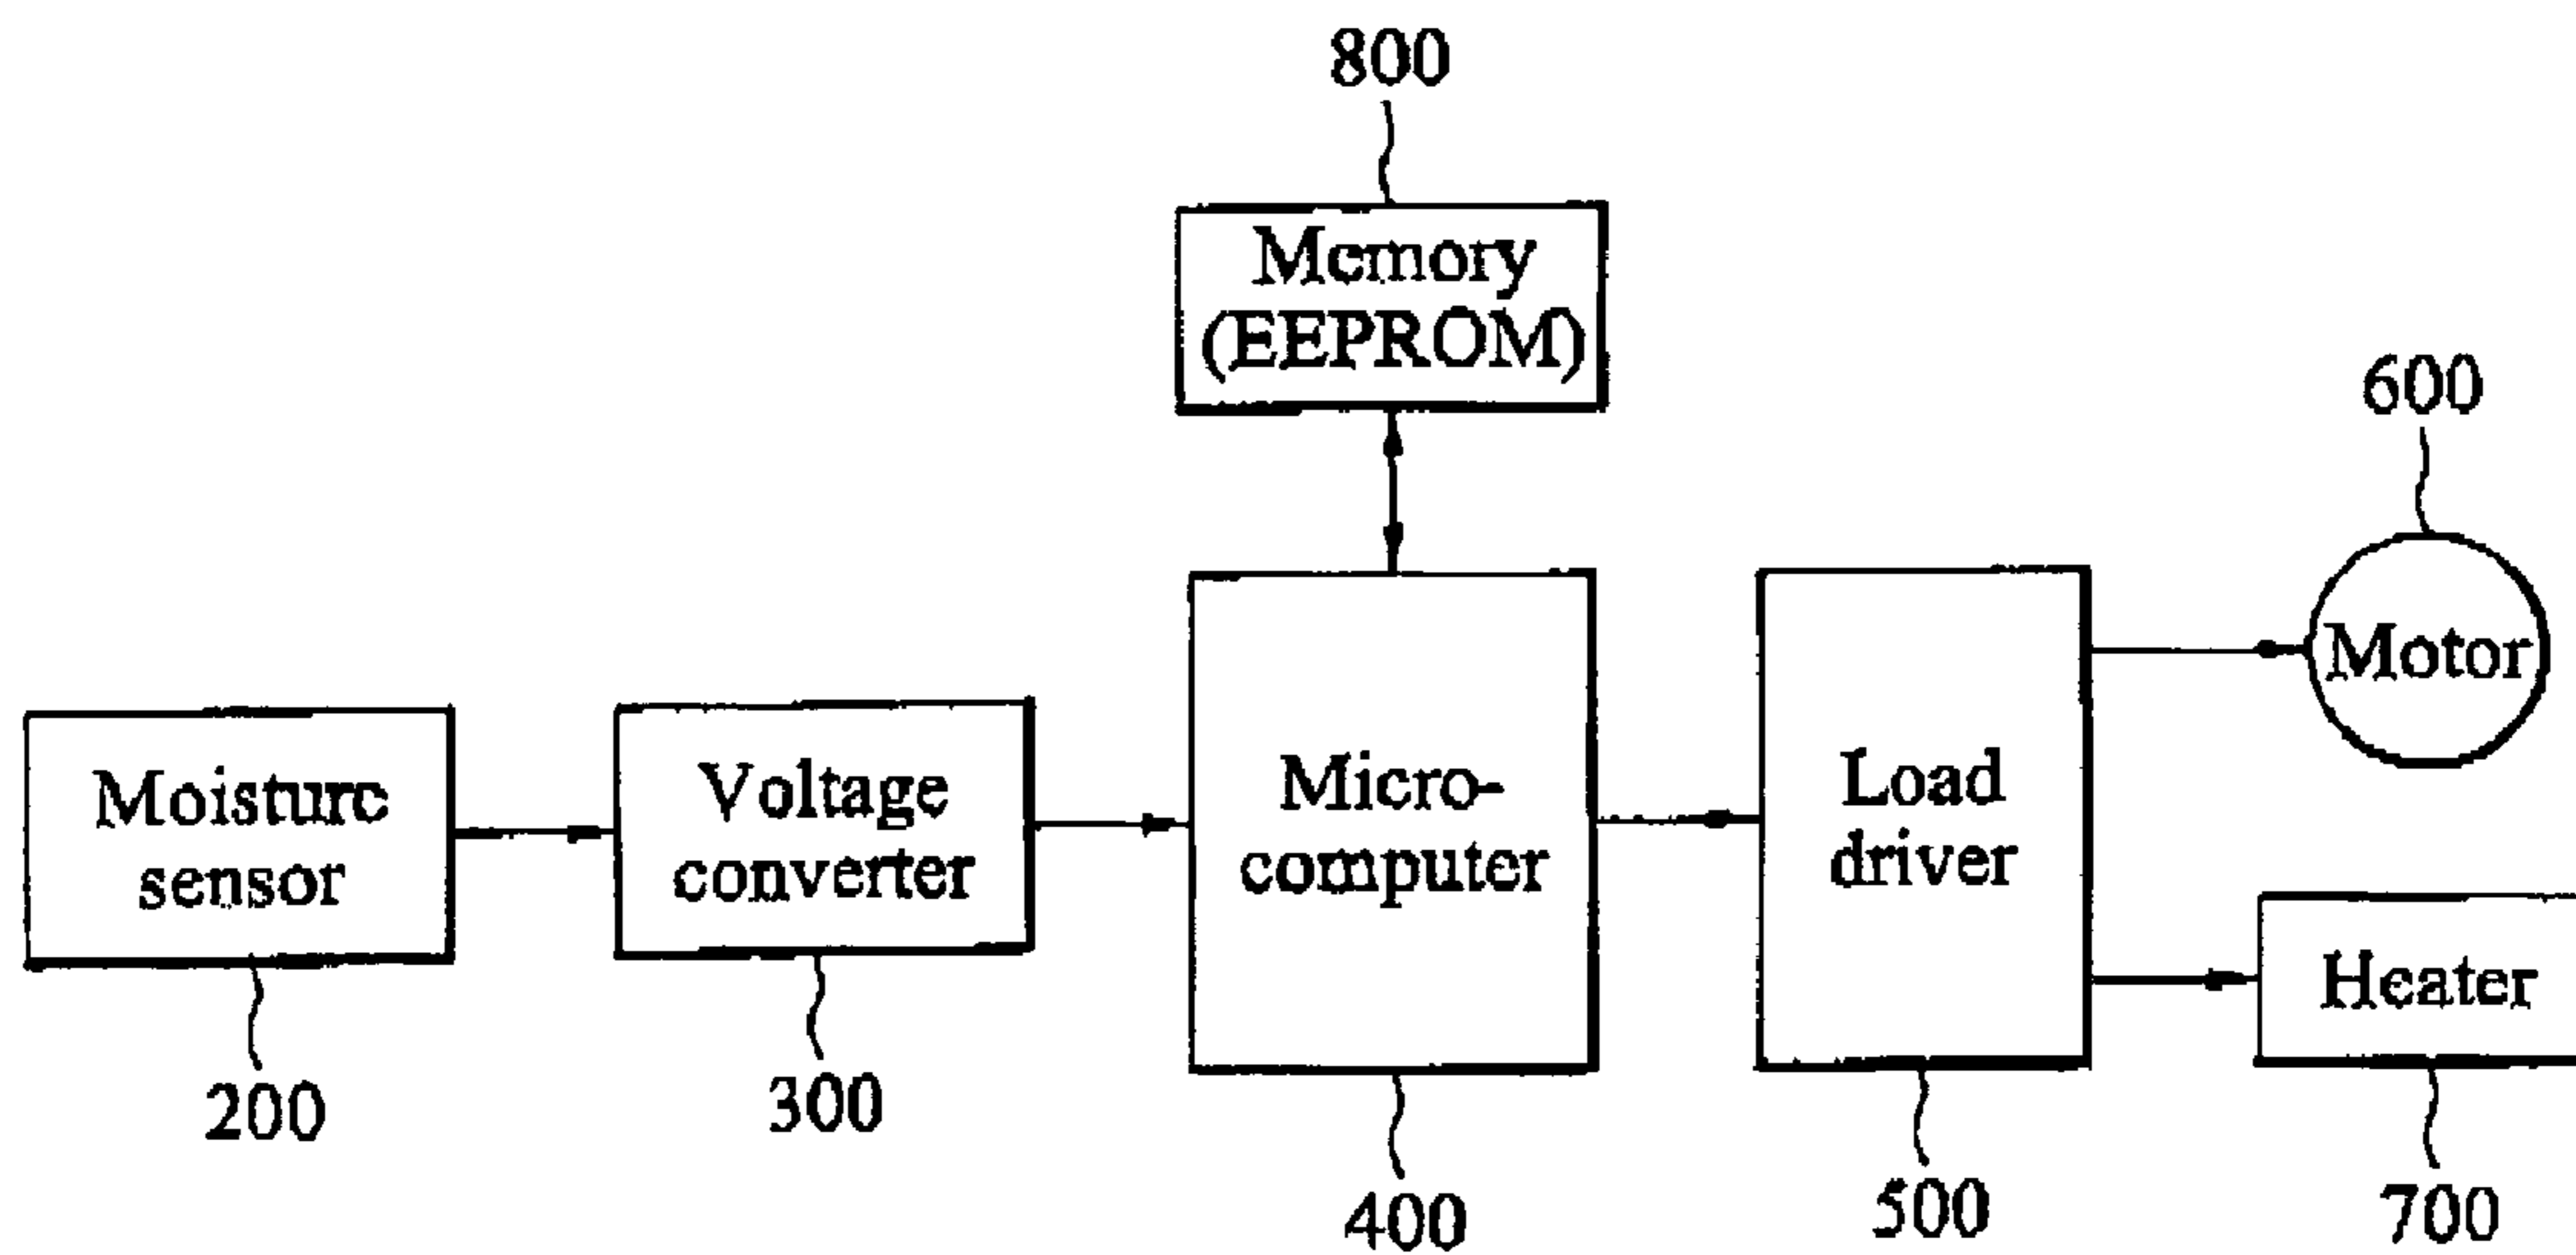 800
Memory
(EEPROM)
600
Motor
Moisture
sensor
Voltage
converter
Micro-
computer
Load
driver
Heater
200
300
400
500
700